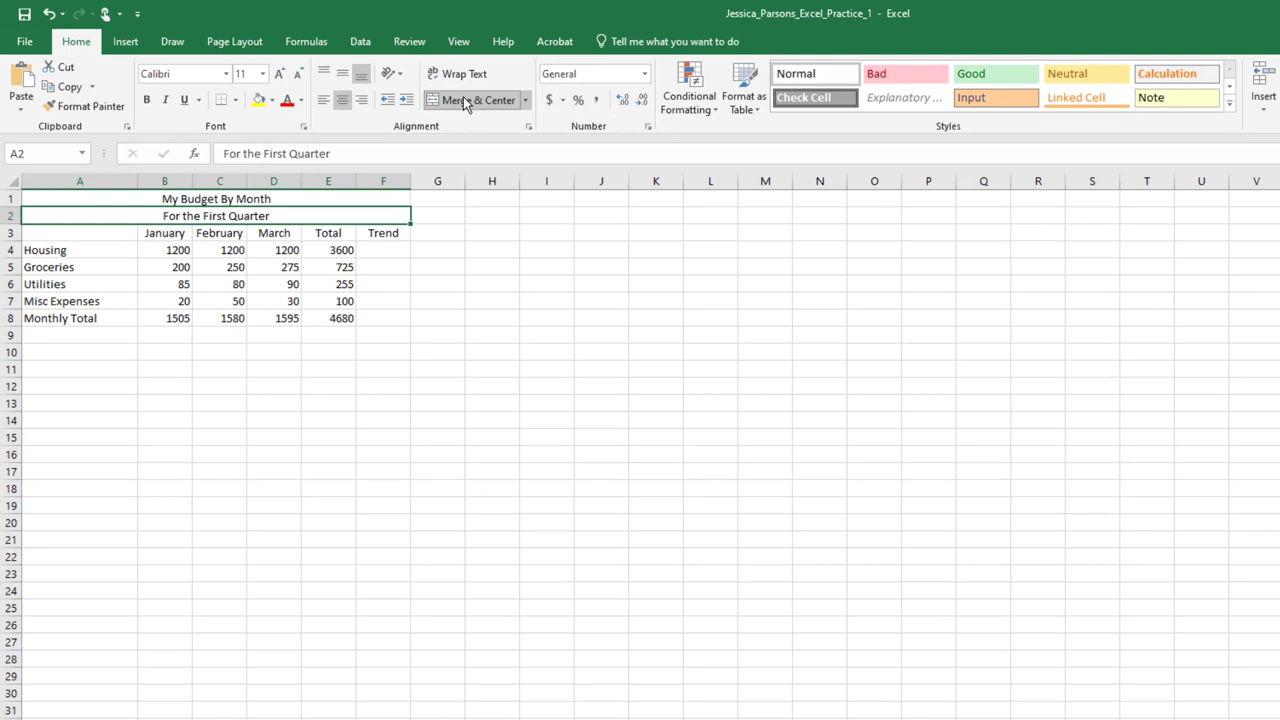 Jessica_Parsons_Excel_Practice_1 - Excel
File Home Insert Draw Page Layout Formulas Data Review View Help Acrobat Tell me what you want to do
Paste
Cut
Copy
Format Painter
Clipboard
Calibri 11
B I U
Font
Wrap Text
Merge & Center
Alignment
General
$ % ,
Number
Conditional Formatting
Format as Table
Normal Bad Good Neutral Calculation
Check Cell Explanatory ... Input Linked Cell Note
Styles
Insert
A2 fx For the First Quarter
A B C D E F G H I J K L M N O P Q R S T U V
1 My Budget By Month
2 For the First Quarter
3 January February March Total Trend
4 Housing 1200 1200 1200 3600
5 Groceries 200 250 275 725
6 Utilities 85 80 90 255
7 Misc Expenses 20 50 30 100
8 Monthly Total 1505 1580 1595 4680
9
10
11
12
13
14
15
16
17
18
19
20
21
22
23
24
25
26
27
28
29
30
31